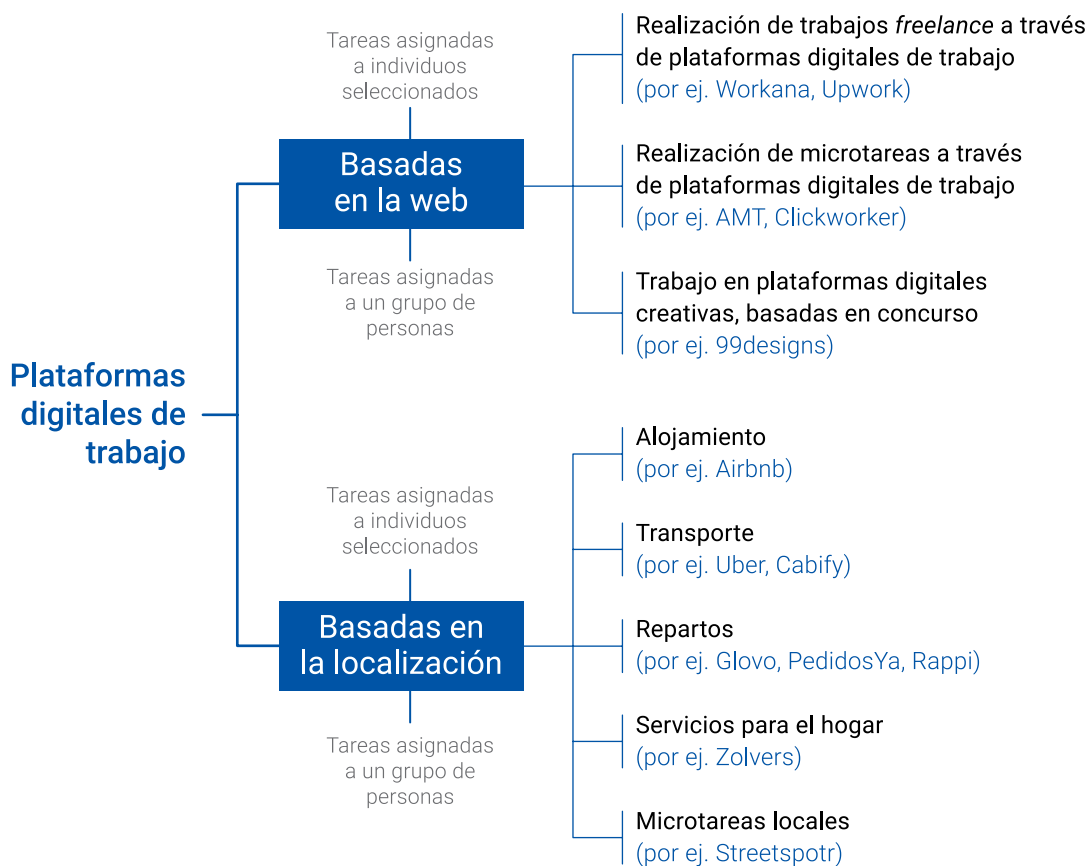 Plataformas
digitales de
trabajo
Tareas asignadas
a individuos
seleccionados
Basadas
en la web
Tareas asignadas
a un grupo de
personas
Realización de trabajos freelance a través
de plataformas digitales de trabajo
(por ej. Workana, Upwork)
Realización de microtareas a través
de plataformas digitales de trabajo
(por ej. AMT, Clickworker)
Trabajo en plataformas digitales
creativas, basadas en concurso
(por ej. 99designs)
Tareas asignadas
a individuos
seleccionados
Basadas en
la localización
Tareas asignadas
a un grupo de
personas
Alojamiento
(por ej. Airbnb)
Transporte
(por ej. Uber, Cabify)
Repartos
(por ej. Glovo, PedidosYa, Rappi)
Servicios para el hogar
(por ej. Zolvers)
Microtareas locales
(por ej. Streetspotr)